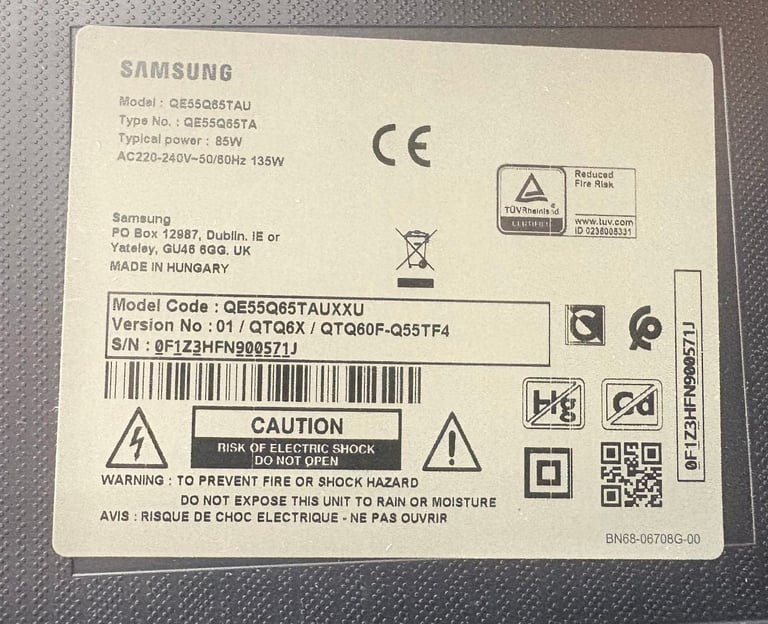 SAMSUNG
Model : QE55Q65TAU
Type No. : QE55Q65TA
Typical power : 85W
AC220-240V~50/60Hz 135W
CE
TÜVRheinland
CERTIFIED
Reduced
Fire Risk
www.tuv.com
ID 0236005331
Samsung
PO Box 12987, Dublin. IE or
Yateley, GU46 6GG. UK
MADE IN HUNGARY
Model Code : QE55Q65TAUXXU
Version No : 01 / QTQ6X / QTQ60F-Q55TF4
S/N : 0F1Z3HFN900571J
0F1Z3HFN900571J
Hg
Cd
CAUTION
RISK OF ELECTRIC SHOCK
DO NOT OPEN
WARNING : TO PREVENT FIRE OR SHOCK HAZARD
DO NOT EXPOSE THIS UNIT TO RAIN OR MOISTURE
AVIS : RISQUE DE CHOC ELECTRIQUE - NE PAS OUVRIR
BN68-06708G-00